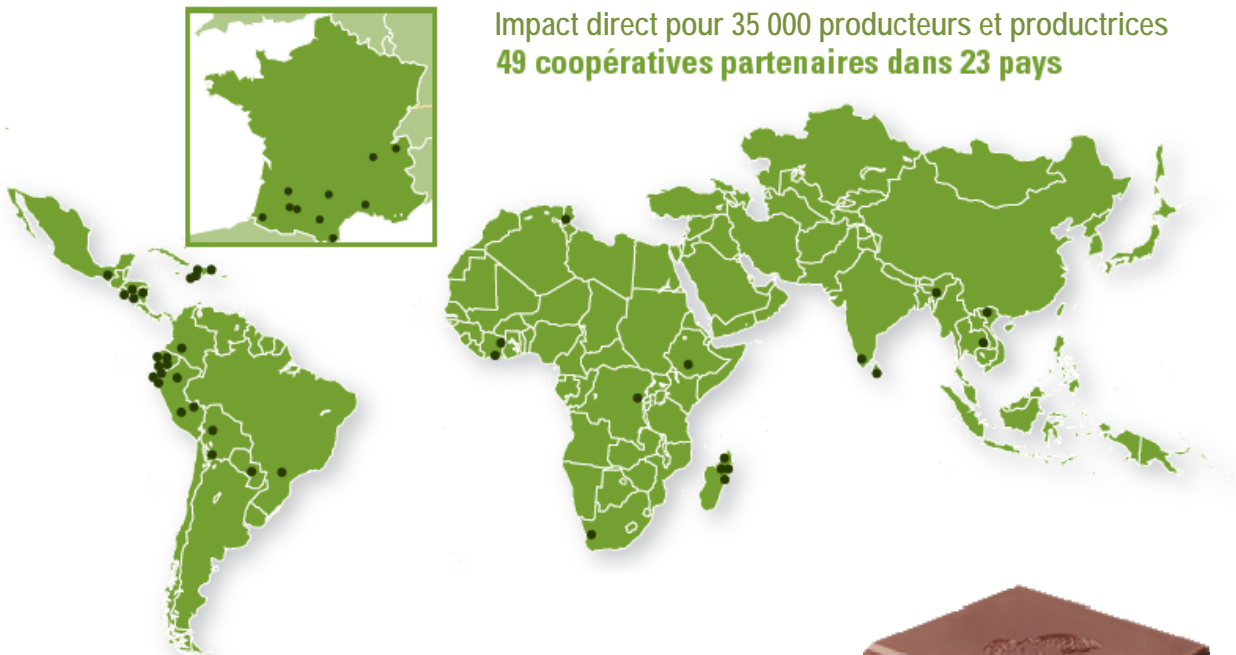 Impact direct pour 35 000 producteurs et productrices
49 coopératives partenaires dans 23 pays